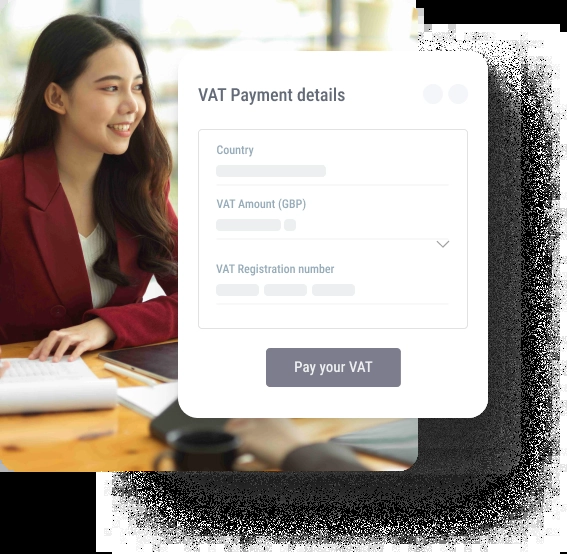 VAT Payment details
Country
VAT Amount (GBP)
VAT Registration number
Pay your VAT